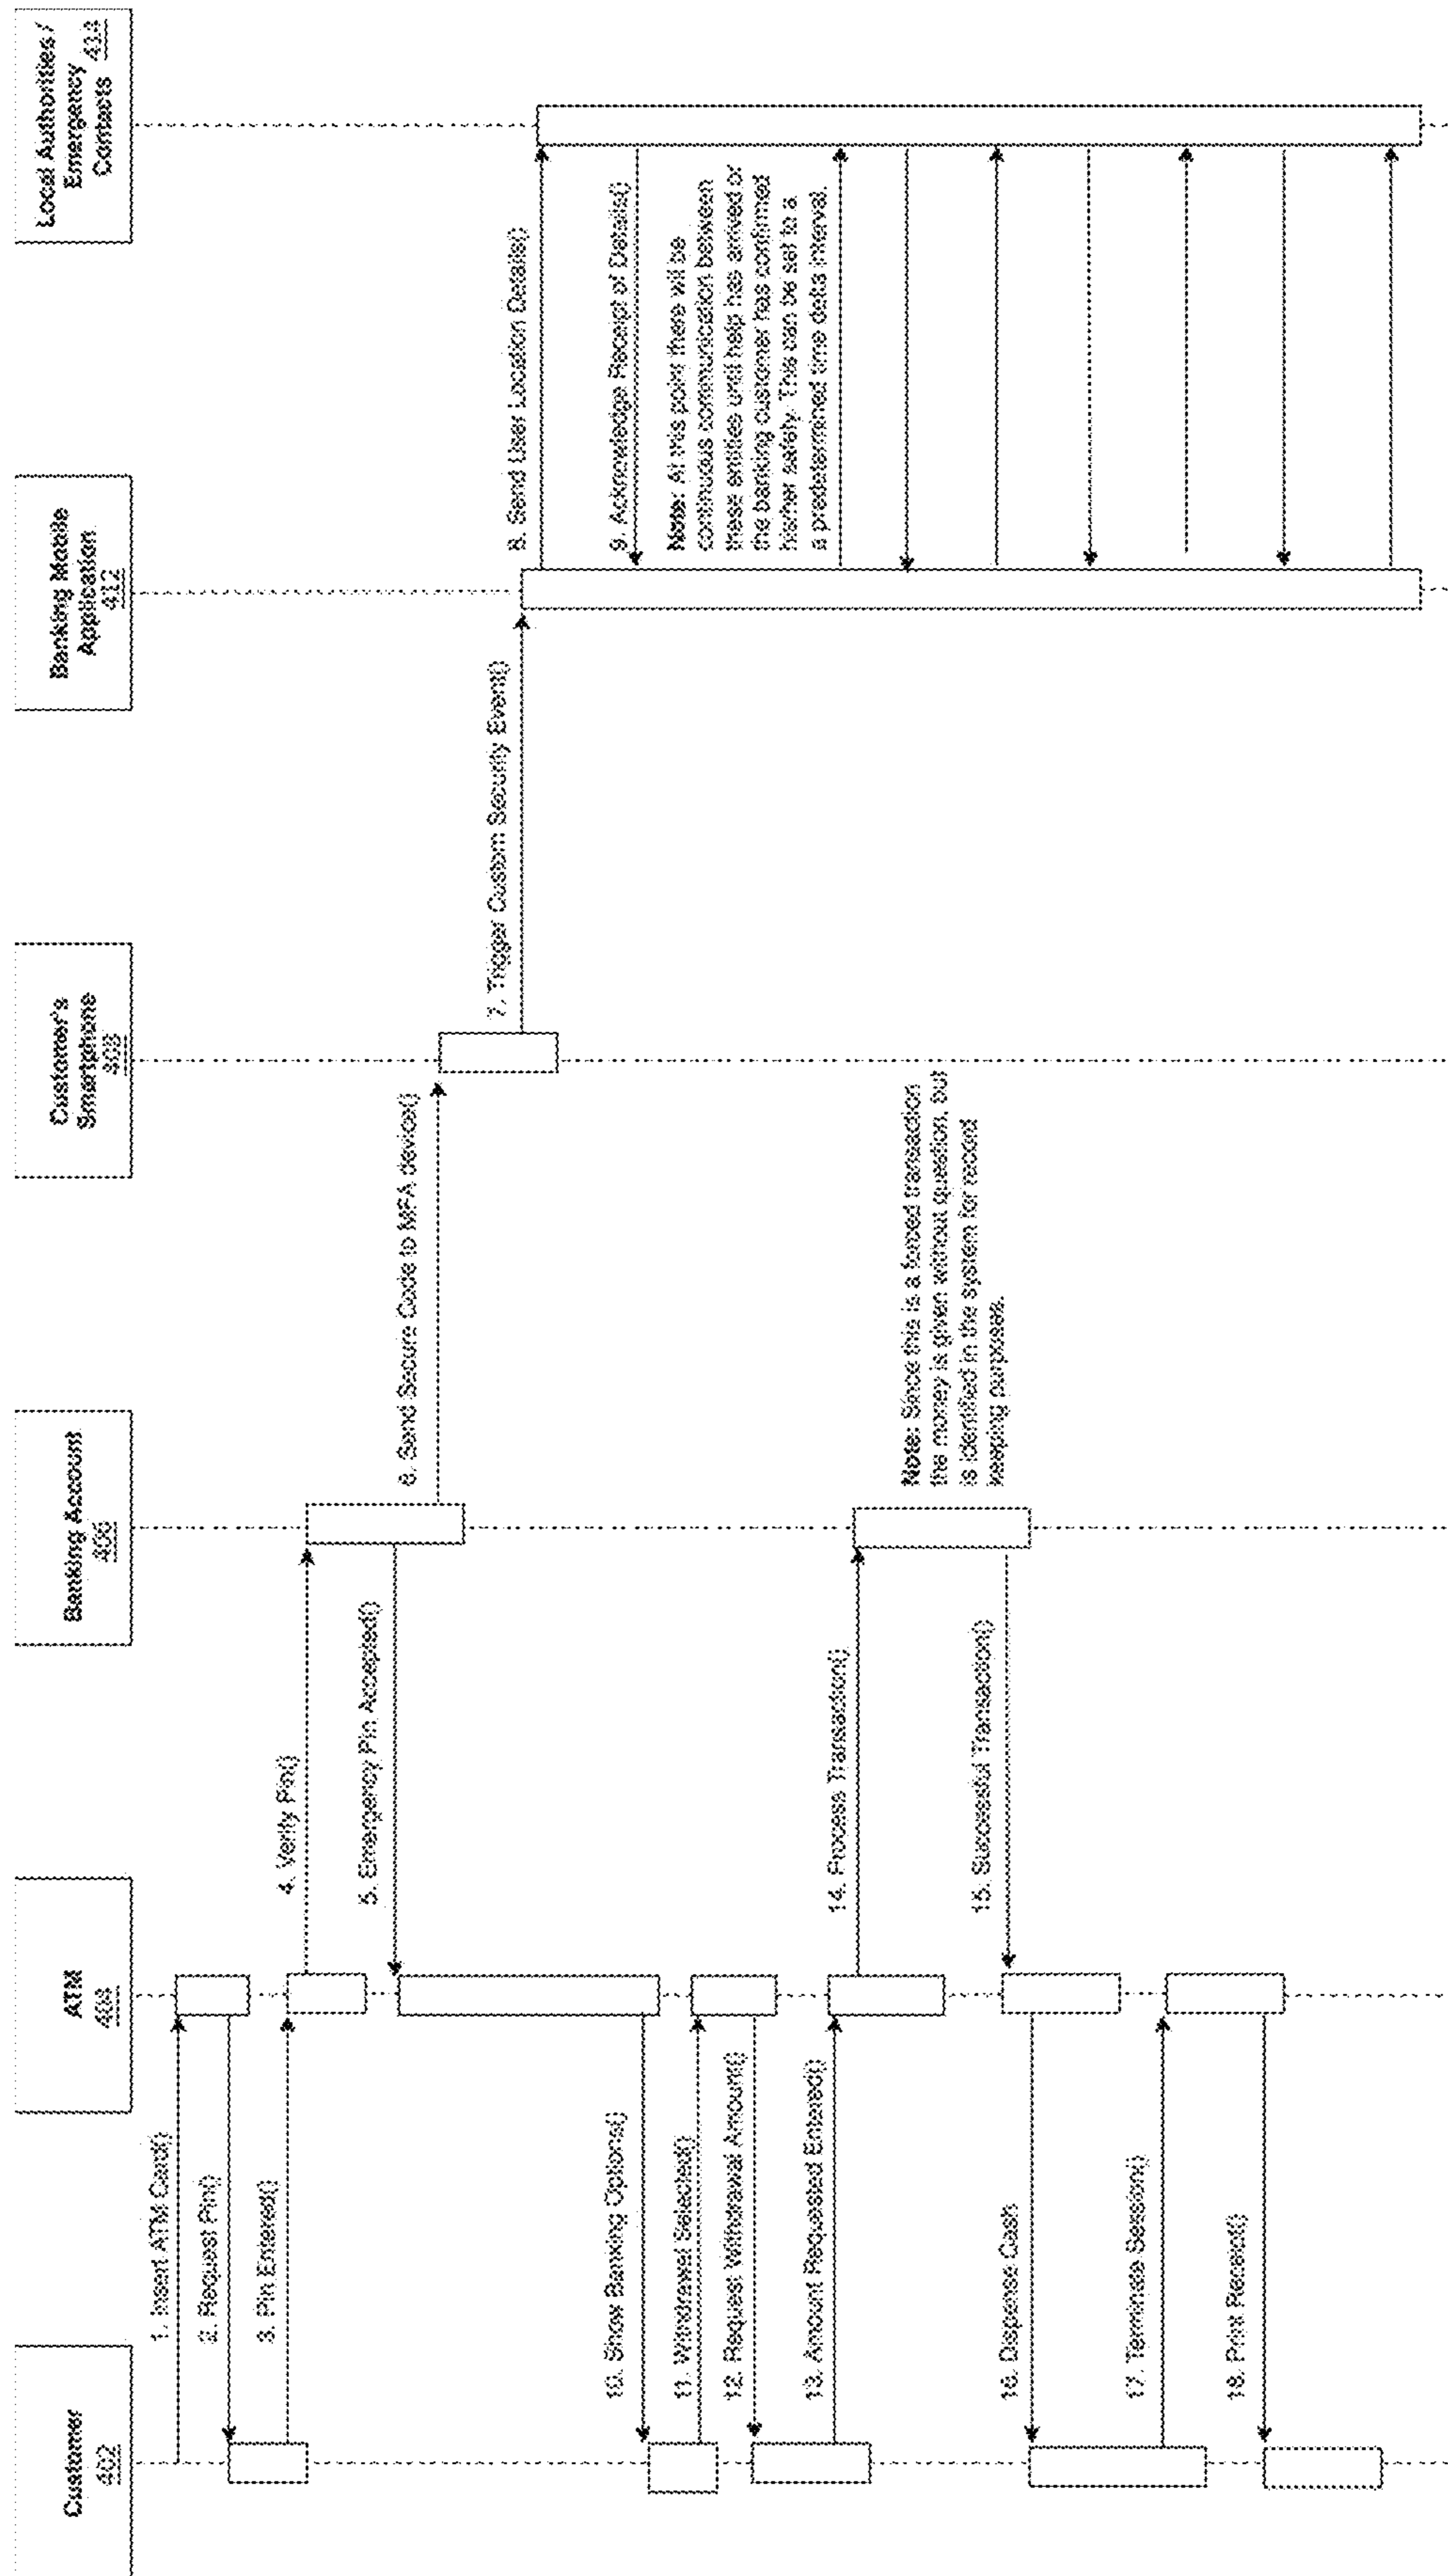 Customer
402
ATM
Banking Account
Customer's
Smartphone
Banking Mobile
Application
412
Local Authorities /
Emergency
Contacts
1. Insert ATM Card()
2. Request Pin()
3. Pin Entered()
4. Verify Pin()
5. Emergency Pin Accepted()
6. Send Secure Code to MFA device()
7. Trigger Custom Security Event()
8. Send User Location Details()
9. Acknowledge Receipt of Details()
Note: At this point there will be
continuous communication between
these entities until help has arrived or
the banking customer has confirmed
his/her safety. This can be set to a
a predetermined time delta interval.
10. Show Banking Options()
11. Withdrawal Selected()
12. Request Withdrawal Amount()
13. Amount Requested Entered()
14. Process Transaction()
15. Successful Transaction()
Note: Since this is a forced transaction
the money is given without question, but
is identified in the system for record
keeping purposes.
16. Dispense Cash
17. Terminate Session()
18. Print Receipt()